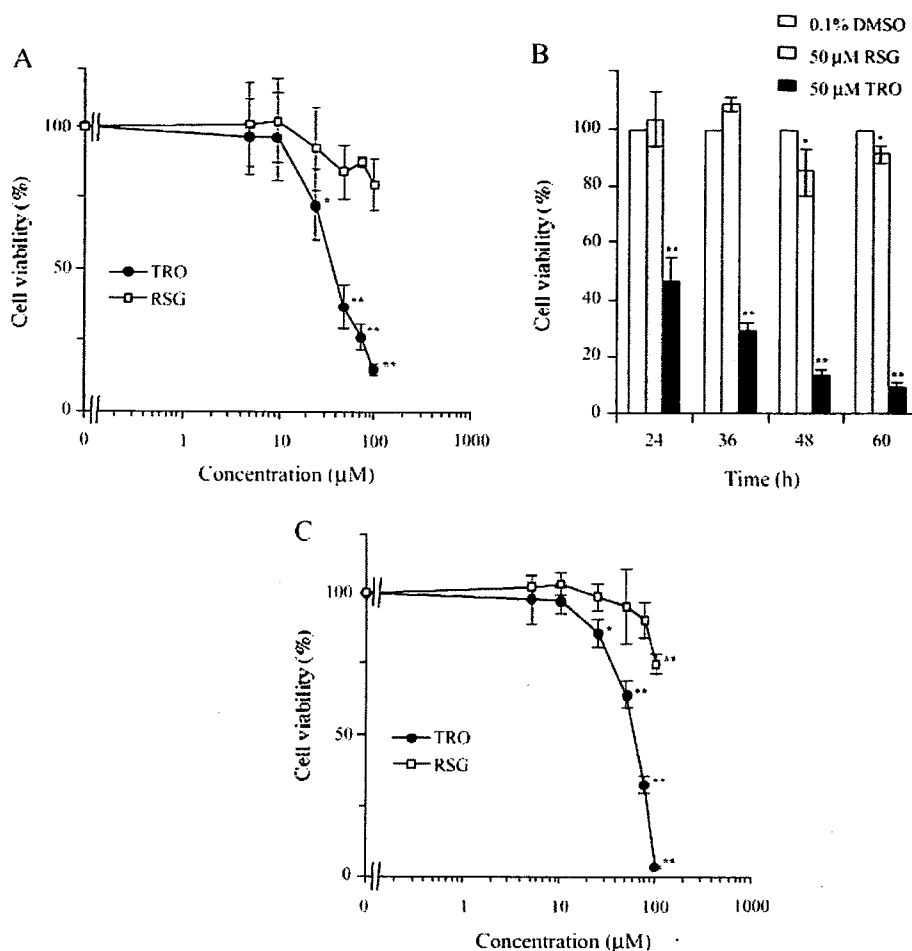 A
100
50
0
Cell viability (%)
TRO
RSG
*
**
**
**
0 1 10 100 1000
Concentration (μM)
B
0.1% DMSO
50 μM RSG
50 μM TRO
100
80
60
40
20
0
Cell viability (%)
**
**
*
**
*
**
24 36 48 60
Time (h)
C
100
50
0
Cell viability (%)
TRO
RSG
*
**
**
**
**
0 1 10 100 1000
Concentration (μM)